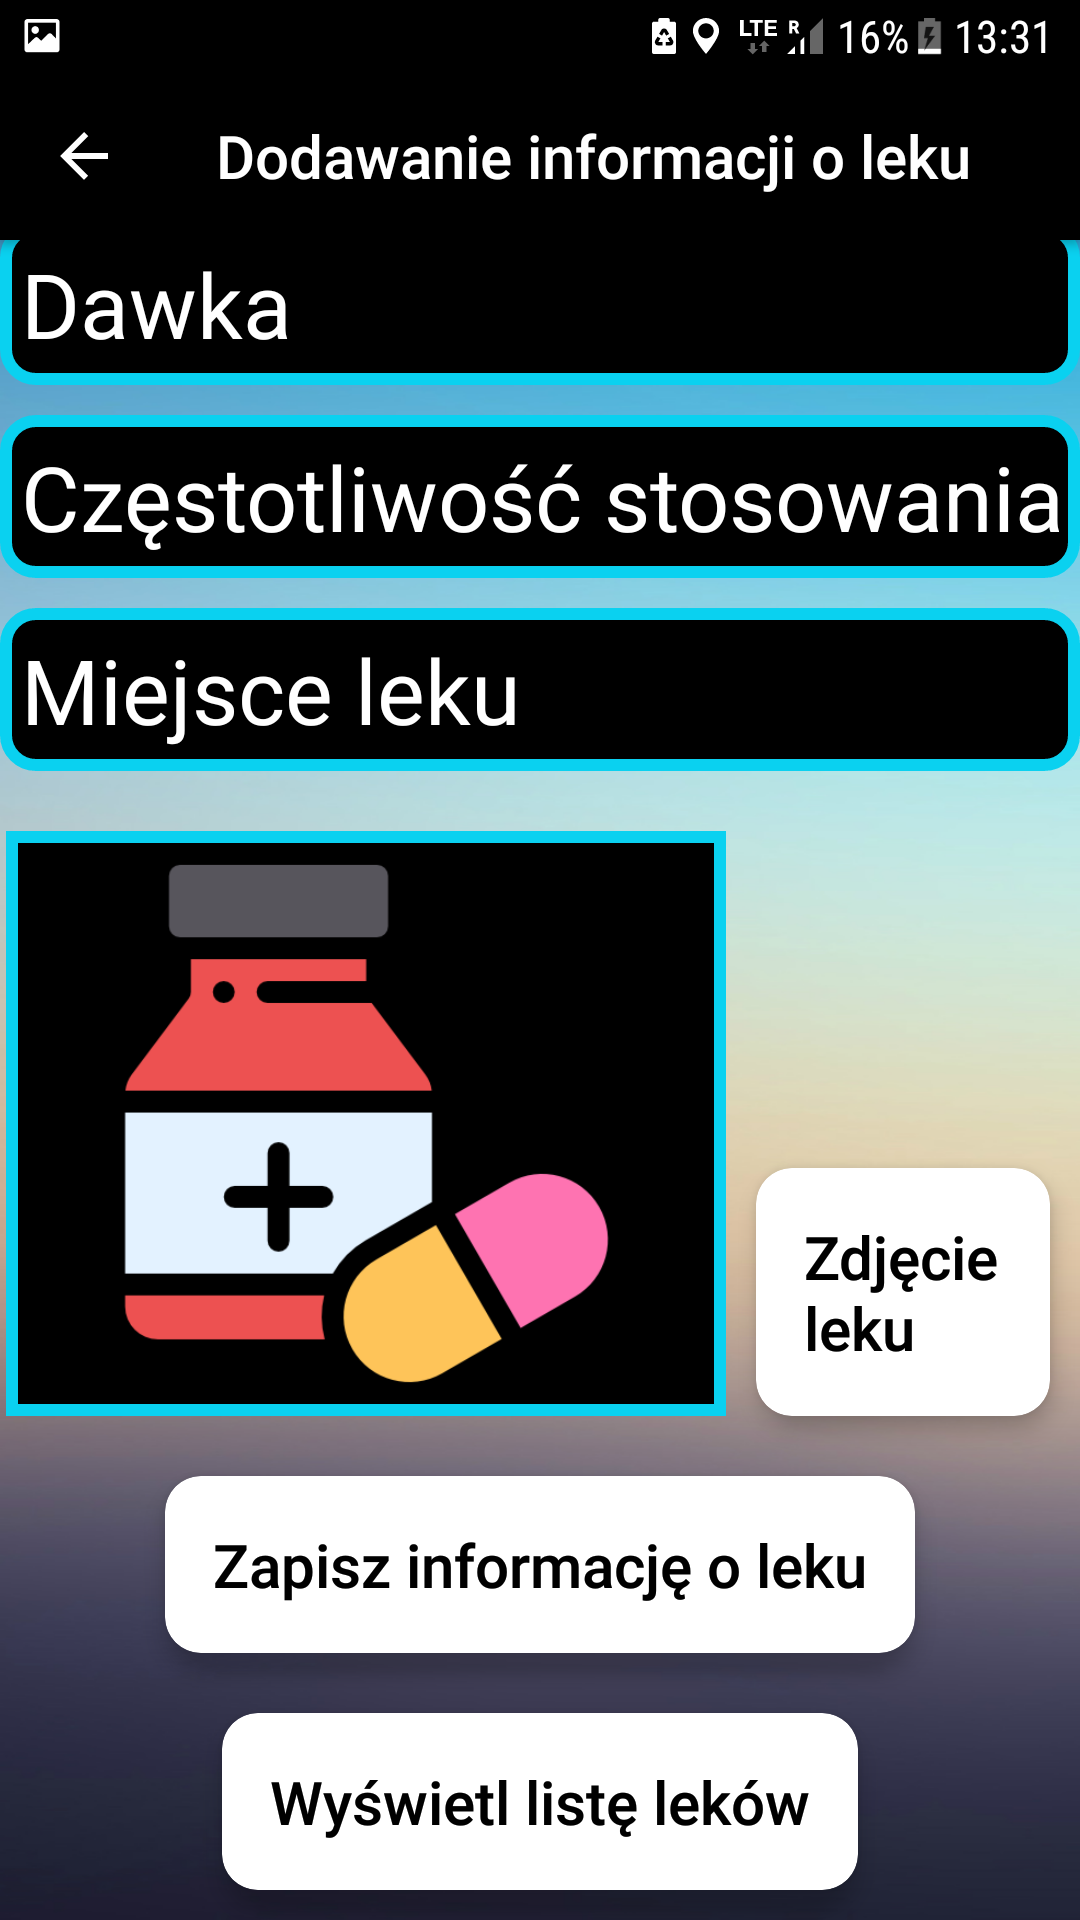 LTE R 16% 13:31
Dodawanie informacji o leku
Dawka
Częstotliwość stosowania
Miejsce leku
Zdjęcie
leku
Zapisz informację o leku
Wyświetl listę leków